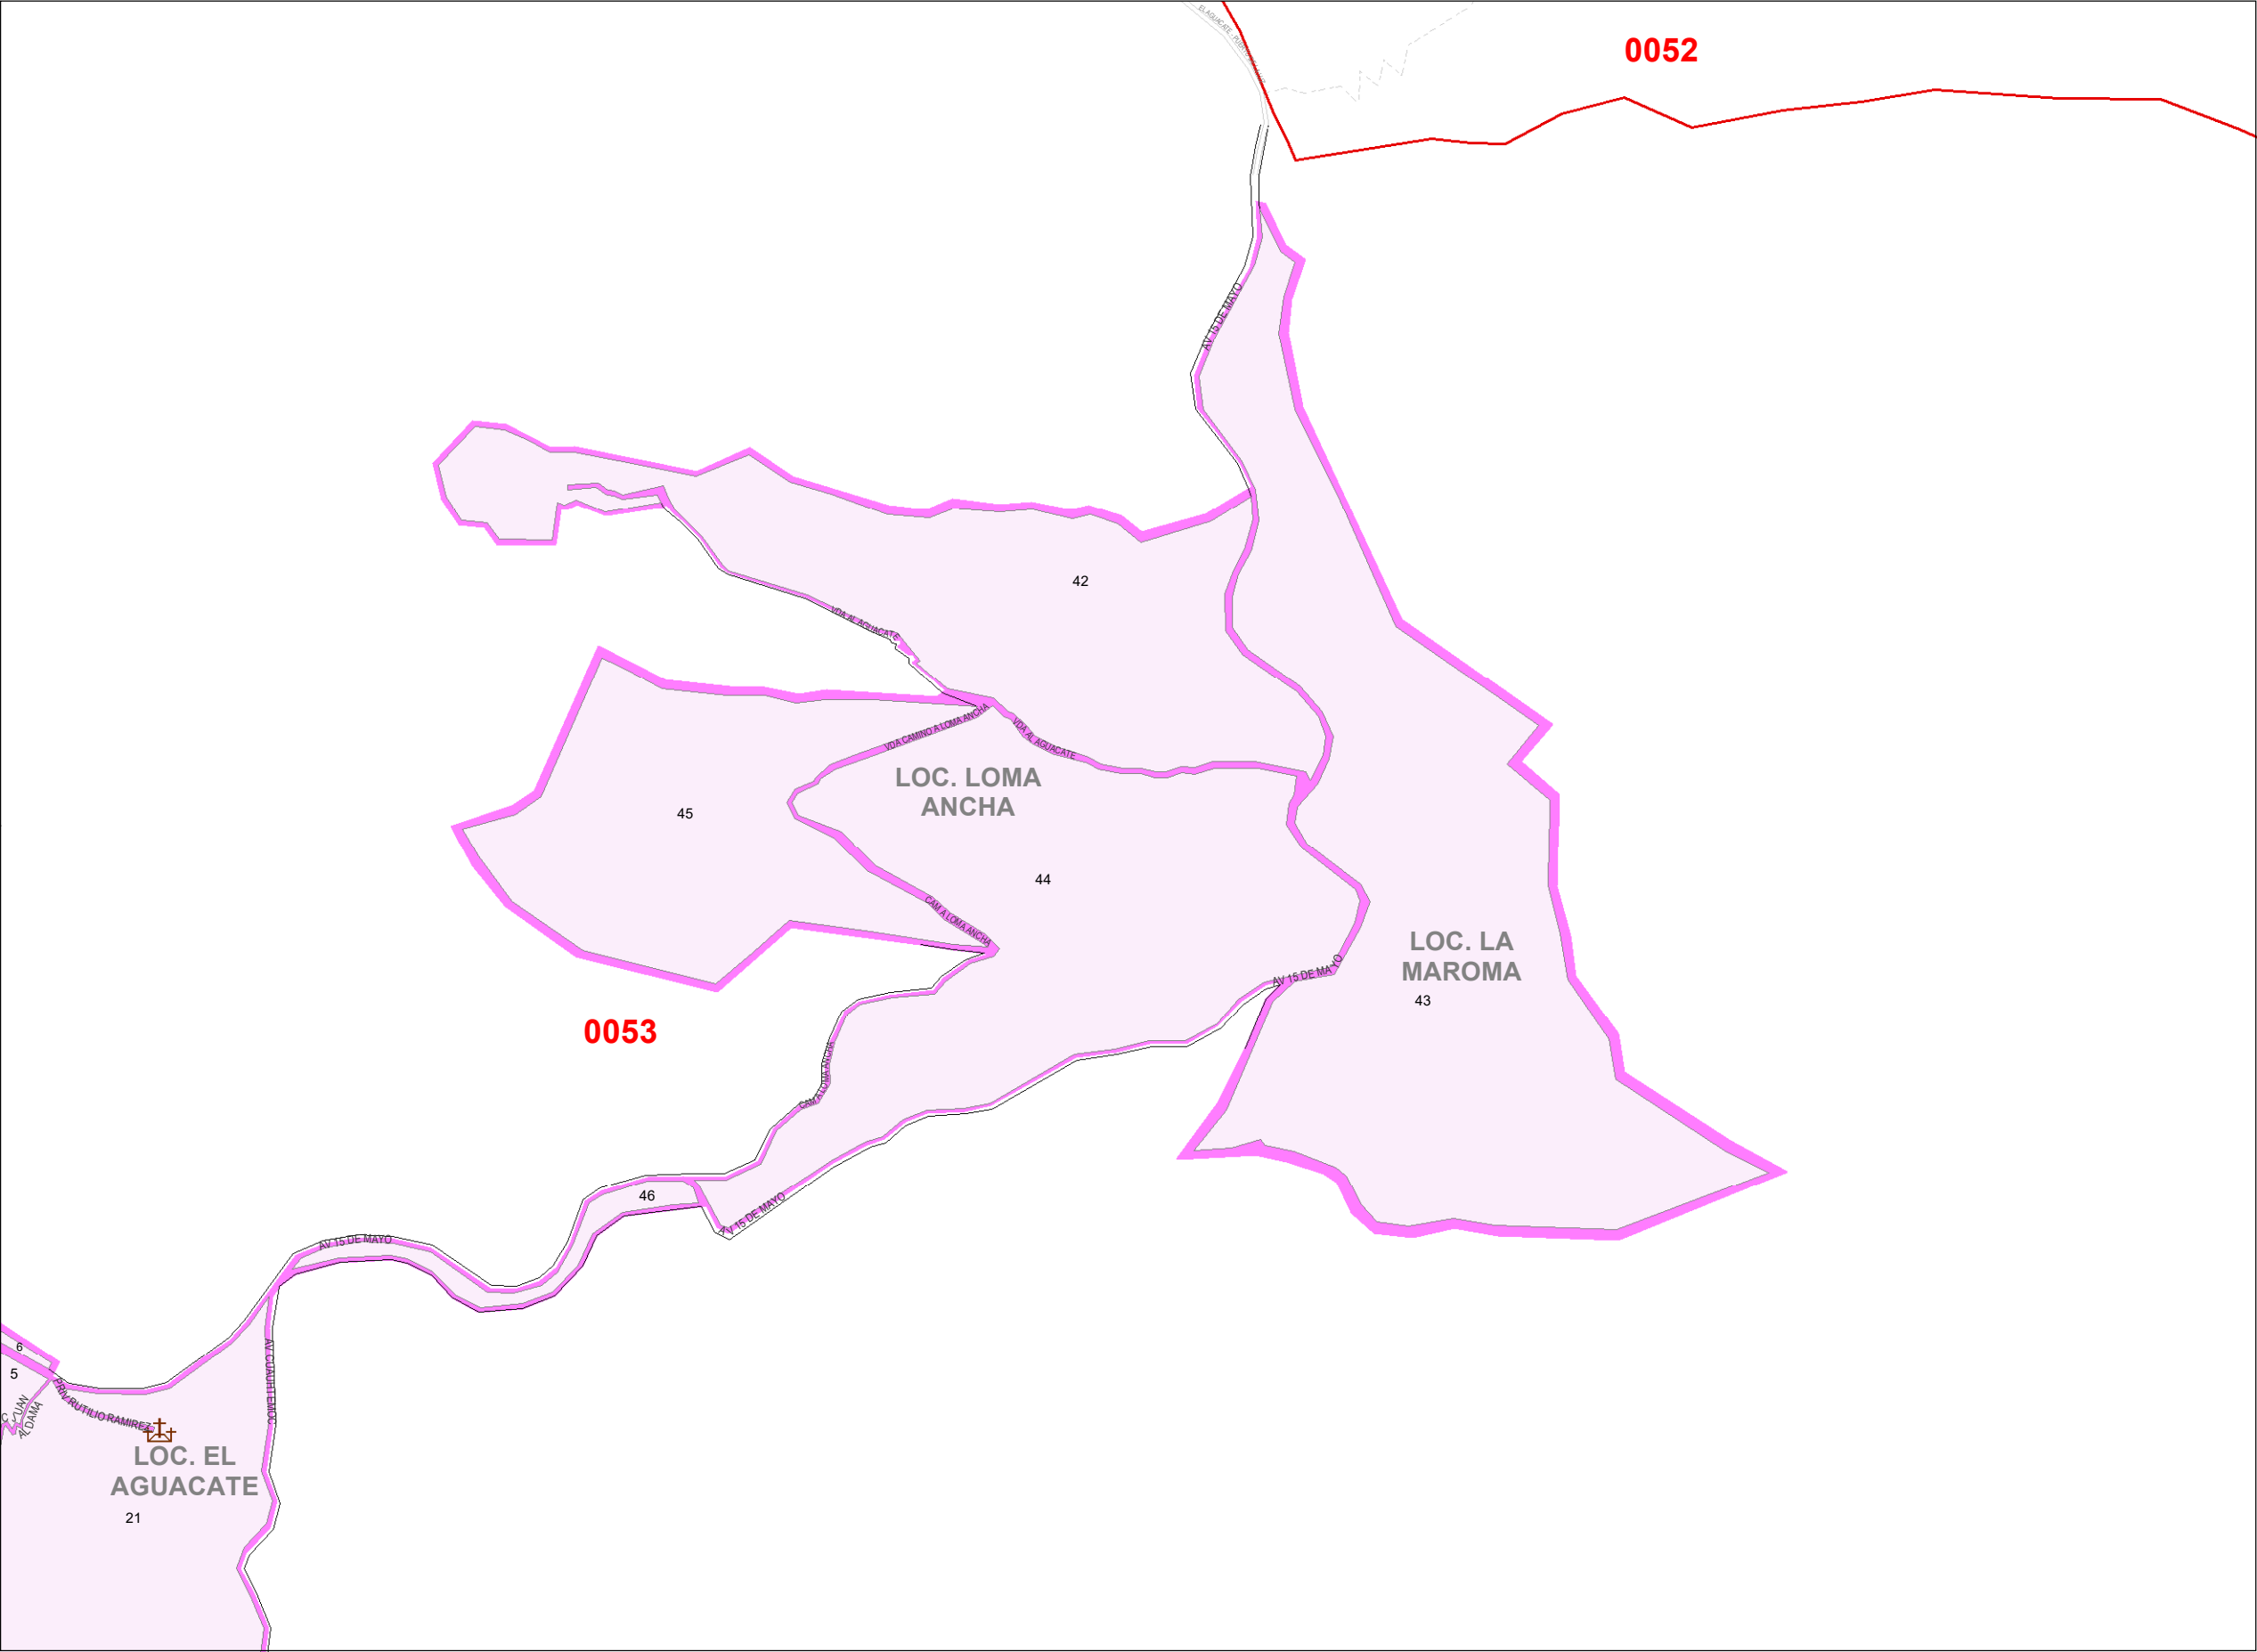 0052
AV 15 DE MAYO
42
VDA AL AGUACATE
VDA CAMINO A LOMA ANCHA
VDA AL AGUACATE
LOC. LOMA
ANCHA
45
44
CAM A LOMA ANCHA
LOC. LA
MAROMA
AV 15 DE MAYO
43
0053
CAM A LOMA ANCHA
46
AV 15 DE MAYO
AV 15 DE MAYO
6
5
AV CUAUHTEMOC
PRIV RUTILIO RAMIREZ
JUAN
ALDAMA
LOC. EL
AGUACATE
21